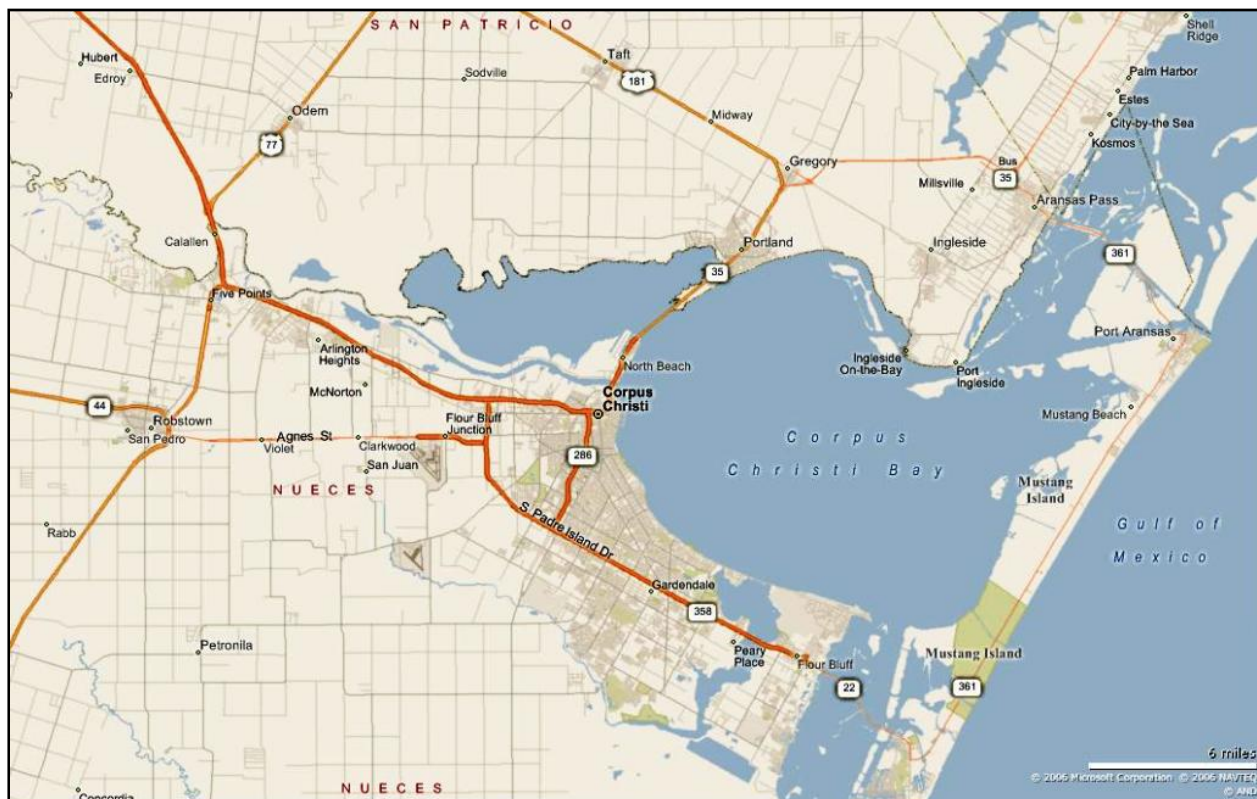 SAN PATRICIO
Shell
Ridge
Hubert
Edroy
Taft
Sodville
181
Palm Harbor
Estes
City-by-the Sea
Kosmos
Odem
77
Midway
Gregory
Bus
35
Millsville
Aransas Pass
Calallen
Portland
Ingleside
361
35
Five Points
Port Aransas
Arlington
Heights
North Beach
Ingleside
On-the-Bay
Port
Ingleside
McNorton
Corpus
Christi
44
Mustang Beach
Robstown
San Pedro
Agnes St
Violet
Clarkwood
Flour Bluff
Junction
Corpus
Christi Bay
286
San Juan
NUECES
Mustang
Island
S Padre Island Dr
Rabb
Gulf of
Mexico
Gardendale
358
Petronila
Peary
Place
Flour Bluff
Mustang Island
22
361
6 miles
NUECES
Concordia
© 2006 Microsoft Corporation © 2006 NAVTEQ